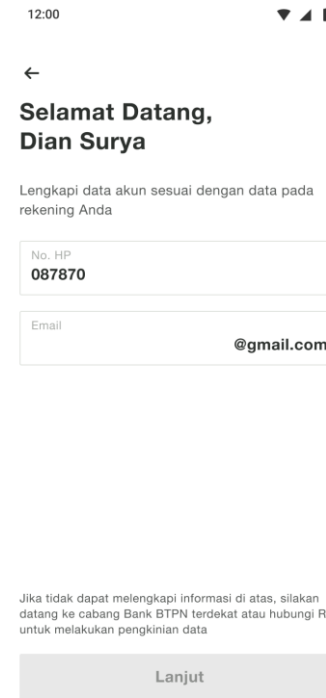 12:00
Selamat Datang,
Dian Surya
Lengkapi data akun sesuai dengan data pada
rekening Anda
No. HP
087870
Email
@gmail.com
Jika tidak dapat melengkapi informasi di atas, silakan
datang ke cabang Bank BTPN terdekat atau hubungi
untuk melakukan pengkinian data
Lanjut